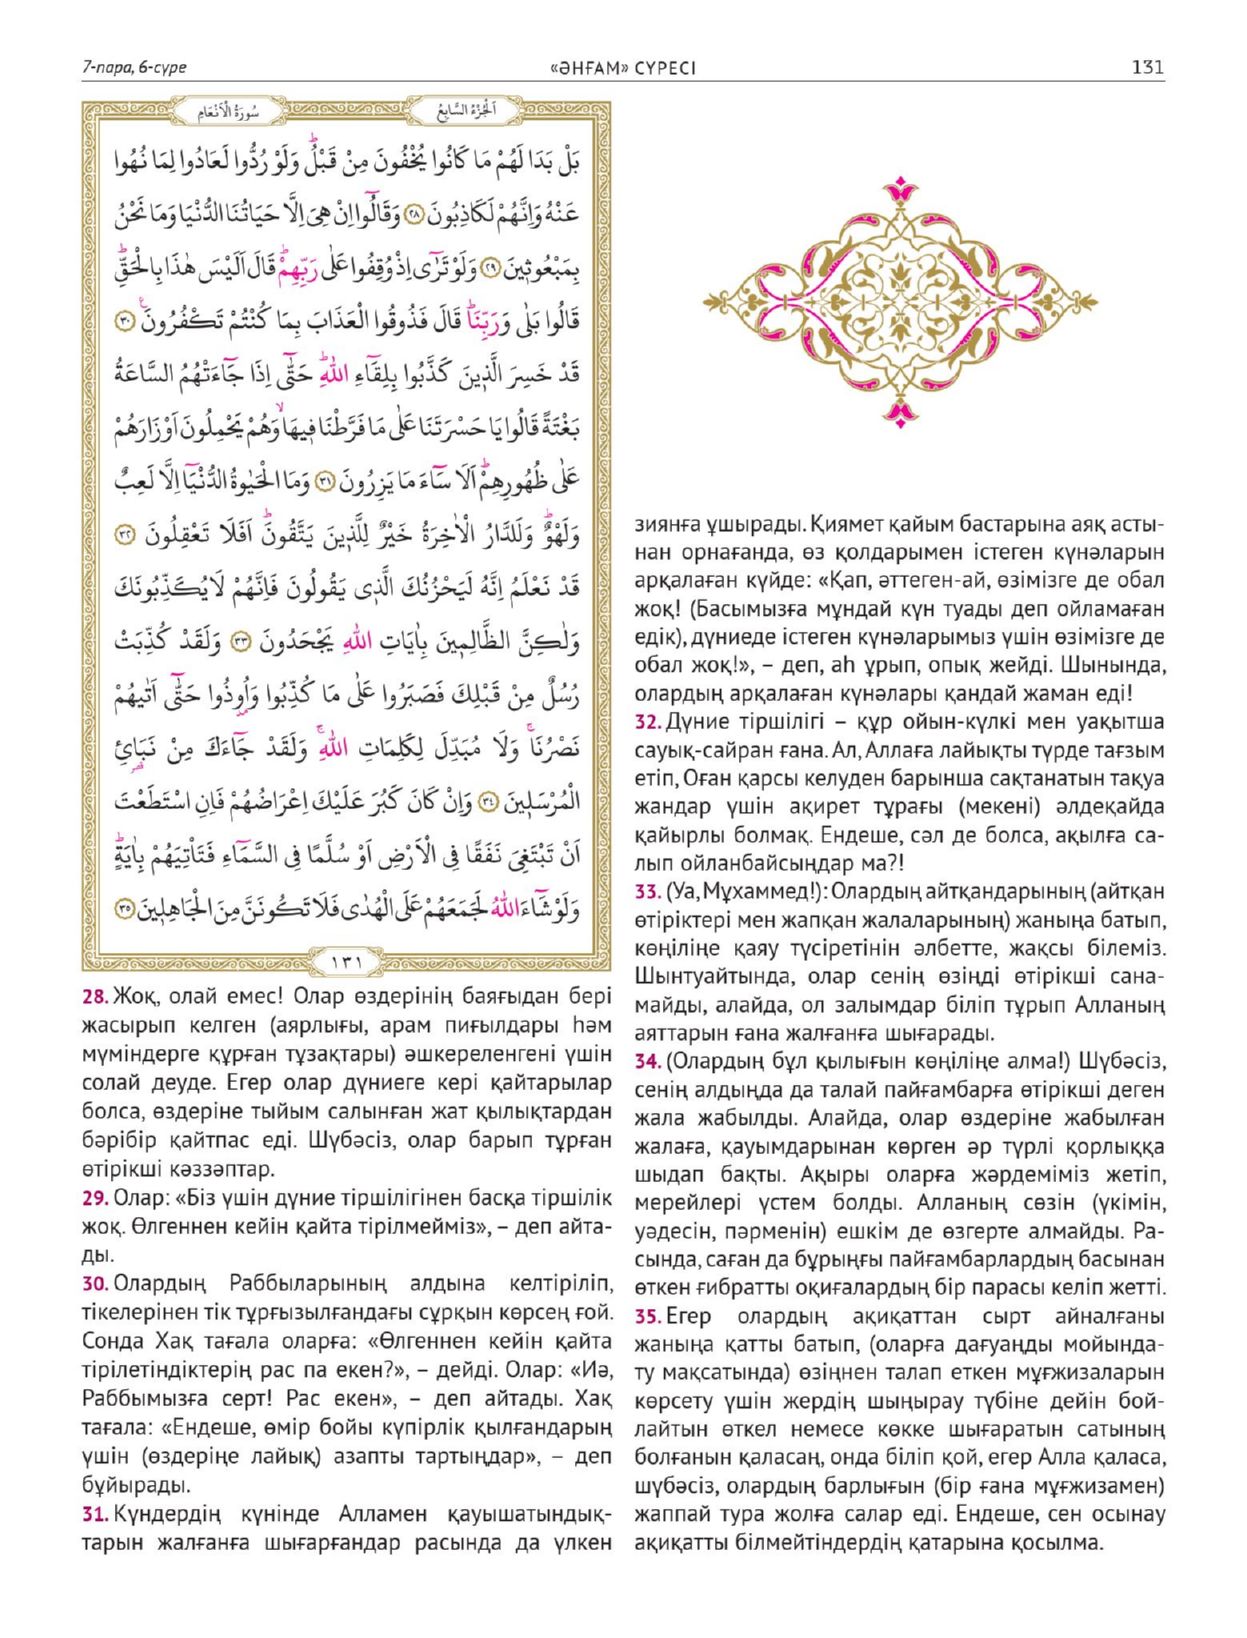 7-пара, 6-сүре
«ӘНҒАМ» СҮРЕСІ
131
اَلْجُزْءُ السَّابِعُ
سُورَةُ الْاَنْعَامِ
بَلْ بَدَا لَهُمْ مَا كَانُوا يُخْفُونَ مِنْ قَبْلُۜ وَلَوْ رُدُّوا لَعَادُوا لِمَا نُهُوا
عَنْهُ وَاِنَّهُمْ لَكَاذِبُونَ ﴿٢٨﴾ وَقَالُٓوا اِنْ هِيَ اِلَّا حَيَاتُنَا الدُّنْيَا وَمَا نَحْنُ
بِمَبْعُوث۪ينَ ﴿٢٩﴾ وَلَوْ تَرٰٓى اِذْ وُقِفُوا عَلٰى رَبِّهِمْۜ قَالَ اَلَيْسَ هٰذَا بِالْحَقِّۜ
قَالُوا بَلٰى وَرَبِّنَاۜ قَالَ فَذُوقُوا الْعَذَابَ بِمَا كُنْتُمْ تَكْفُرُونَ۟ ﴿٣٠﴾
قَدْ خَسِرَ الَّذ۪ينَ كَذَّبُوا بِلِقَٓاءِ اللّٰهِۜ حَتّٰٓى اِذَا جَٓاءَتْهُمُ السَّاعَةُ
بَغْتَةً قَالُوا يَا حَسْرَتَنَا عَلٰى مَا فَرَّطْنَا ف۪يهَاۙ وَهُمْ يَحْمِلُونَ اَوْزَارَهُمْ
عَلٰى ظُهُورِهِمْۜ اَلَا سَٓاءَ مَا يَزِرُونَ ﴿٣١﴾ وَمَا الْحَيٰوةُ الدُّنْيَٓا اِلَّا لَعِبٌ
وَلَهْوٌۜ وَلَلدَّارُ الْاٰخِرَةُ خَيْرٌ لِلَّذ۪ينَ يَتَّقُونَۜ اَفَلَا تَعْقِلُونَ ﴿٣٢﴾
قَدْ نَعْلَمُ اِنَّهُ لَيَحْزُنُكَ الَّذ۪ي يَقُولُونَ فَاِنَّهُمْ لَا يُكَذِّبُونَكَ
وَلٰكِنَّ الظَّالِم۪ينَ بِاٰيَاتِ اللّٰهِ يَجْحَدُونَ ﴿٣٣﴾ وَلَقَدْ كُذِّبَتْ
رُسُلٌ مِنْ قَبْلِكَ فَصَبَرُوا عَلٰى مَا كُذِّبُوا وَاُو۫ذُوا حَتّٰٓى اَتٰيهُمْ
نَصْرُنَاۚ وَلَا مُبَدِّلَ لِكَلِمَاتِ اللّٰهِۚ وَلَقَدْ جَٓاءَكَ مِنْ نَبَا۬ئِ
الْمُرْسَل۪ينَ ﴿٣٤﴾ وَاِنْ كَانَ كَبُرَ عَلَيْكَ اِعْرَاضُهُمْ فَاِنِ اسْتَطَعْتَ
اَنْ تَبْتَغِيَ نَفَقًا فِي الْاَرْضِ اَوْ سُلَّمًا فِي السَّمَٓاءِ فَتَاْتِيَهُمْ بِاٰيَةٍۜ
وَلَوْ شَٓاءَ اللّٰهُ لَجَمَعَهُمْ عَلَى الْهُدٰى فَلَا تَكُونَنَّ مِنَ الْجَاهِل۪ينَ ﴿٣٥﴾
١٣١
28. Жоқ, олай емес! Олар өздерінің баяғыдан бері
жасырып келген (аярлығы, арам пиғылдары һәм
мүміндерге құрған тұзақтары) әшкереленгені үшін
солай деуде. Егер олар дүниеге кері қайтарылар
болса, өздеріне тыйым салынған жат қылықтардан
бәрібір қайтпас еді. Шүбәсіз, олар барып тұрған
өтірікші кәззәптар.
29. Олар: «Біз үшін дүние тіршілігінен басқа тіршілік
жоқ. Өлгеннен кейін қайта тірілмейміз», – деп айта-
ды.
30. Олардың Раббыларының алдына келтіріліп,
тікелерінен тік тұрғызылғандағы сұрқын көрсең ғой.
Сонда Хақ тағала оларға: «Өлгеннен кейін қайта
тірілетіндіктерің рас па екен?», – дейді. Олар: «Иә,
Раббымызға серт! Рас екен», – деп айтады. Хақ
тағала: «Ендеше, өмір бойы күпірлік қылғандарың
үшін (өздеріңе лайық) азапты тартыңдар», – деп
бұйырады.
31. Күндердің күнінде Алламен қауышатындық-
тарын жалғанға шығарғандар расында да үлкен
зиянға ұшырады. Қиямет қайым бастарына аяқ асты-
нан орнағанда, өз қолдарымен істеген күнәларын
арқалаған күйде: «Қап, әттеген-ай, өзімізге де обал
жоқ! (Басымызға мұндай күн туады деп ойламаған
едік), дүниеде істеген күнәларымыз үшін өзімізге де
обал жоқ!», – деп, аһ ұрып, опық жейді. Шынында,
олардың арқалаған күнәлары қандай жаман еді!
32. Дүние тіршілігі – құр ойын-күлкі мен уақытша
сауық-сайран ғана. Ал, Аллаға лайықты түрде тағзым
етіп, Оған қарсы келуден барынша сақтанатын тақуа
жандар үшін ақирет тұрағы (мекені) әлдеқайда
қайырлы болмақ. Ендеше, сәл де болса, ақылға са-
лып ойланбайсыңдар ма?!
33. (Уа, Мұхаммед!): Олардың айтқандарының (айтқан
өтіріктері мен жапқан жалаларының) жаныңа батып,
көңіліңе қаяу түсіретінін әлбетте, жақсы білеміз.
Шынтуайтында, олар сенің өзіңді өтірікші сана-
майды, алайда, ол залымдар біліп тұрып Алланың
аяттарын ғана жалғанға шығарады.
34. (Олардың бұл қылығын көңіліңе алма!) Шүбәсіз,
сенің алдыңда да талай пайғамбарға өтірікші деген
жала жабылды. Алайда, олар өздеріне жабылған
жалаға, қауымдарынан көрген әр түрлі қорлыққа
шыдап бақты. Ақыры оларға жәрдеміміз жетіп,
мерейлері үстем болды. Алланың сөзін (үкімін,
уәдесін, пәрменін) ешкім де өзгерте алмайды. Ра-
сында, саған да бұрынғы пайғамбарлардың басынан
өткен ғибратты оқиғалардың бір парасы келіп жетті.
35. Егер олардың ақиқаттан сырт айналғаны
жаныңа қатты батып, (оларға дағуаңды мойында-
ту мақсатында) өзіңнен талап еткен мұғжизаларын
көрсету үшін жердің шыңырау түбіне дейін бой-
лайтын өткел немесе көкке шығаратын сатының
болғанын қаласаң, онда біліп қой, егер Алла қаласа,
шүбәсіз, олардың барлығын (бір ғана мұғжизамен)
жаппай тура жолға салар еді. Ендеше, сен осынау
ақиқатты білмейтіндердің қатарына қосылма.